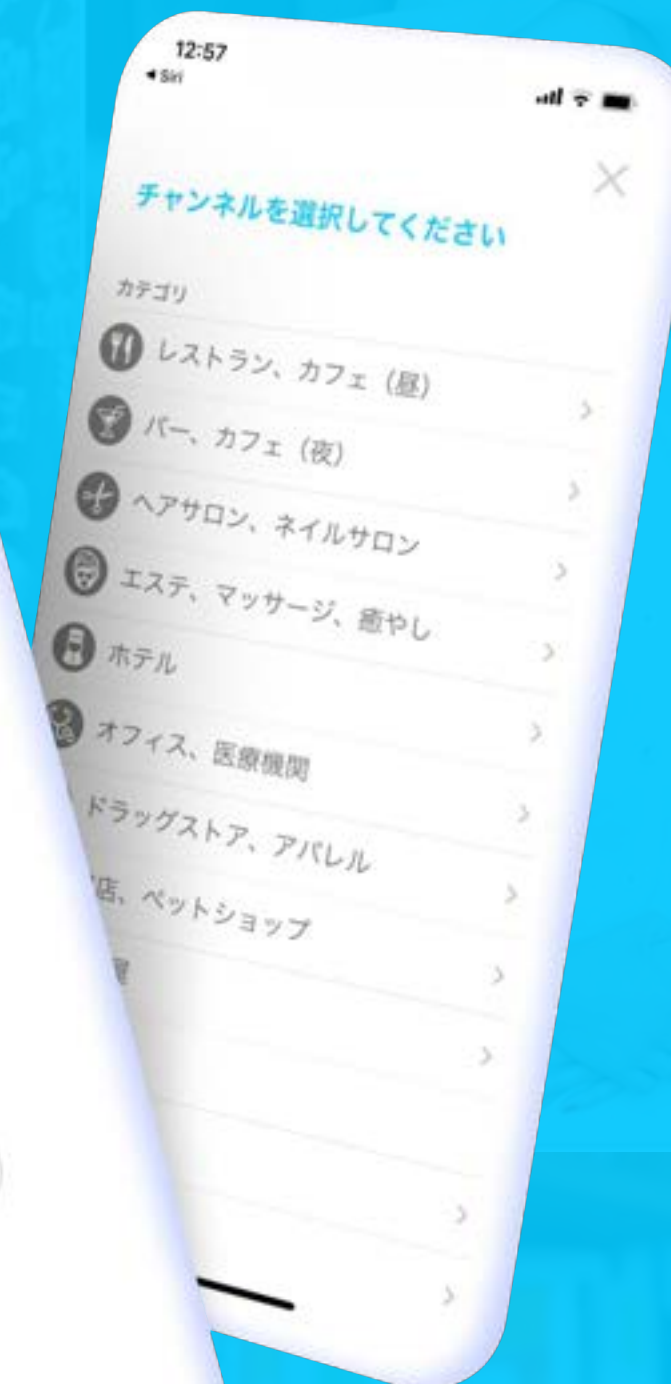 12:57
◀ Siri
チャンネルを選択してください
カテゴリ
レストラン、カフェ（昼）
バー、カフェ（夜）
ヘアサロン、ネイルサロン
エステ、マッサージ、癒やし
ホテル
オフィス、医療機関
ドラッグストア、アパレル
店、ペットショップ
屋